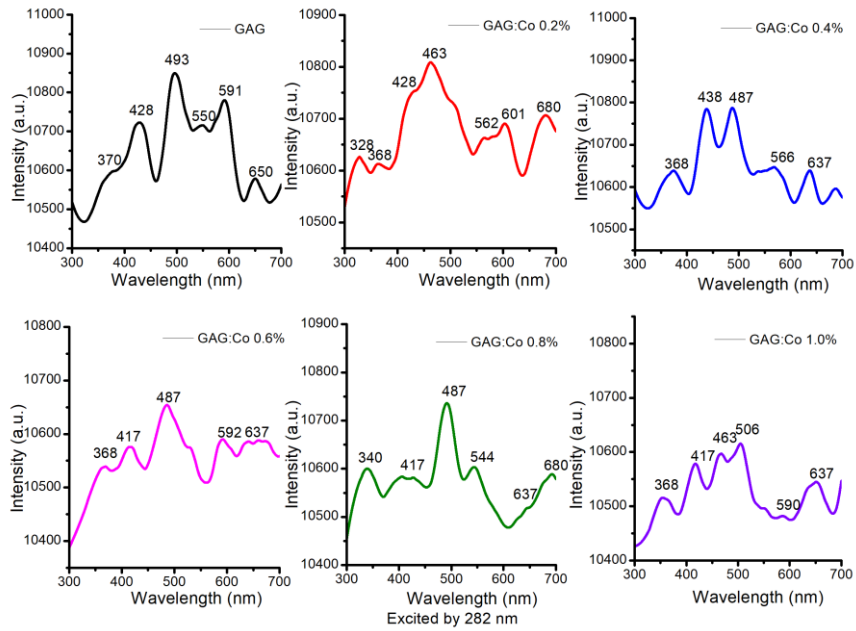 GAG
Intensity (a.u.)
11000
10900
10800
10700
10600
10500
10400
370
428
493
550
591
650
300 400 500 600 700
Wavelength (nm)
GAG:Co 0.2%
Intensity (a.u.)
10900
10800
10700
10600
10500
328
368
428
463
562
601
680
300 400 500 600 700
Wavelength (nm)
GAG:Co 0.4%
Intensity (a.u.)
11000
10900
10800
10700
10600
10500
368
438
487
566
637
300 400 500 600 700
Wavelength (nm)
GAG:Co 0.6%
Intensity (a.u.)
10800
10700
10600
10500
10400
368
417
487
592
637
300 400 500 600 700
Wavelength (nm)
GAG:Co 0.8%
Intensity (a.u.)
10900
10800
10700
10600
10500
10400
340
417
487
544
637
680
300 400 500 600 700
Wavelength (nm)
GAG:Co 1.0%
Intensity (a.u.)
10800
10700
10600
10500
10400
368
417
463
506
590
637
300 400 500 600 700
Wavelength (nm)
Excited by 282 nm